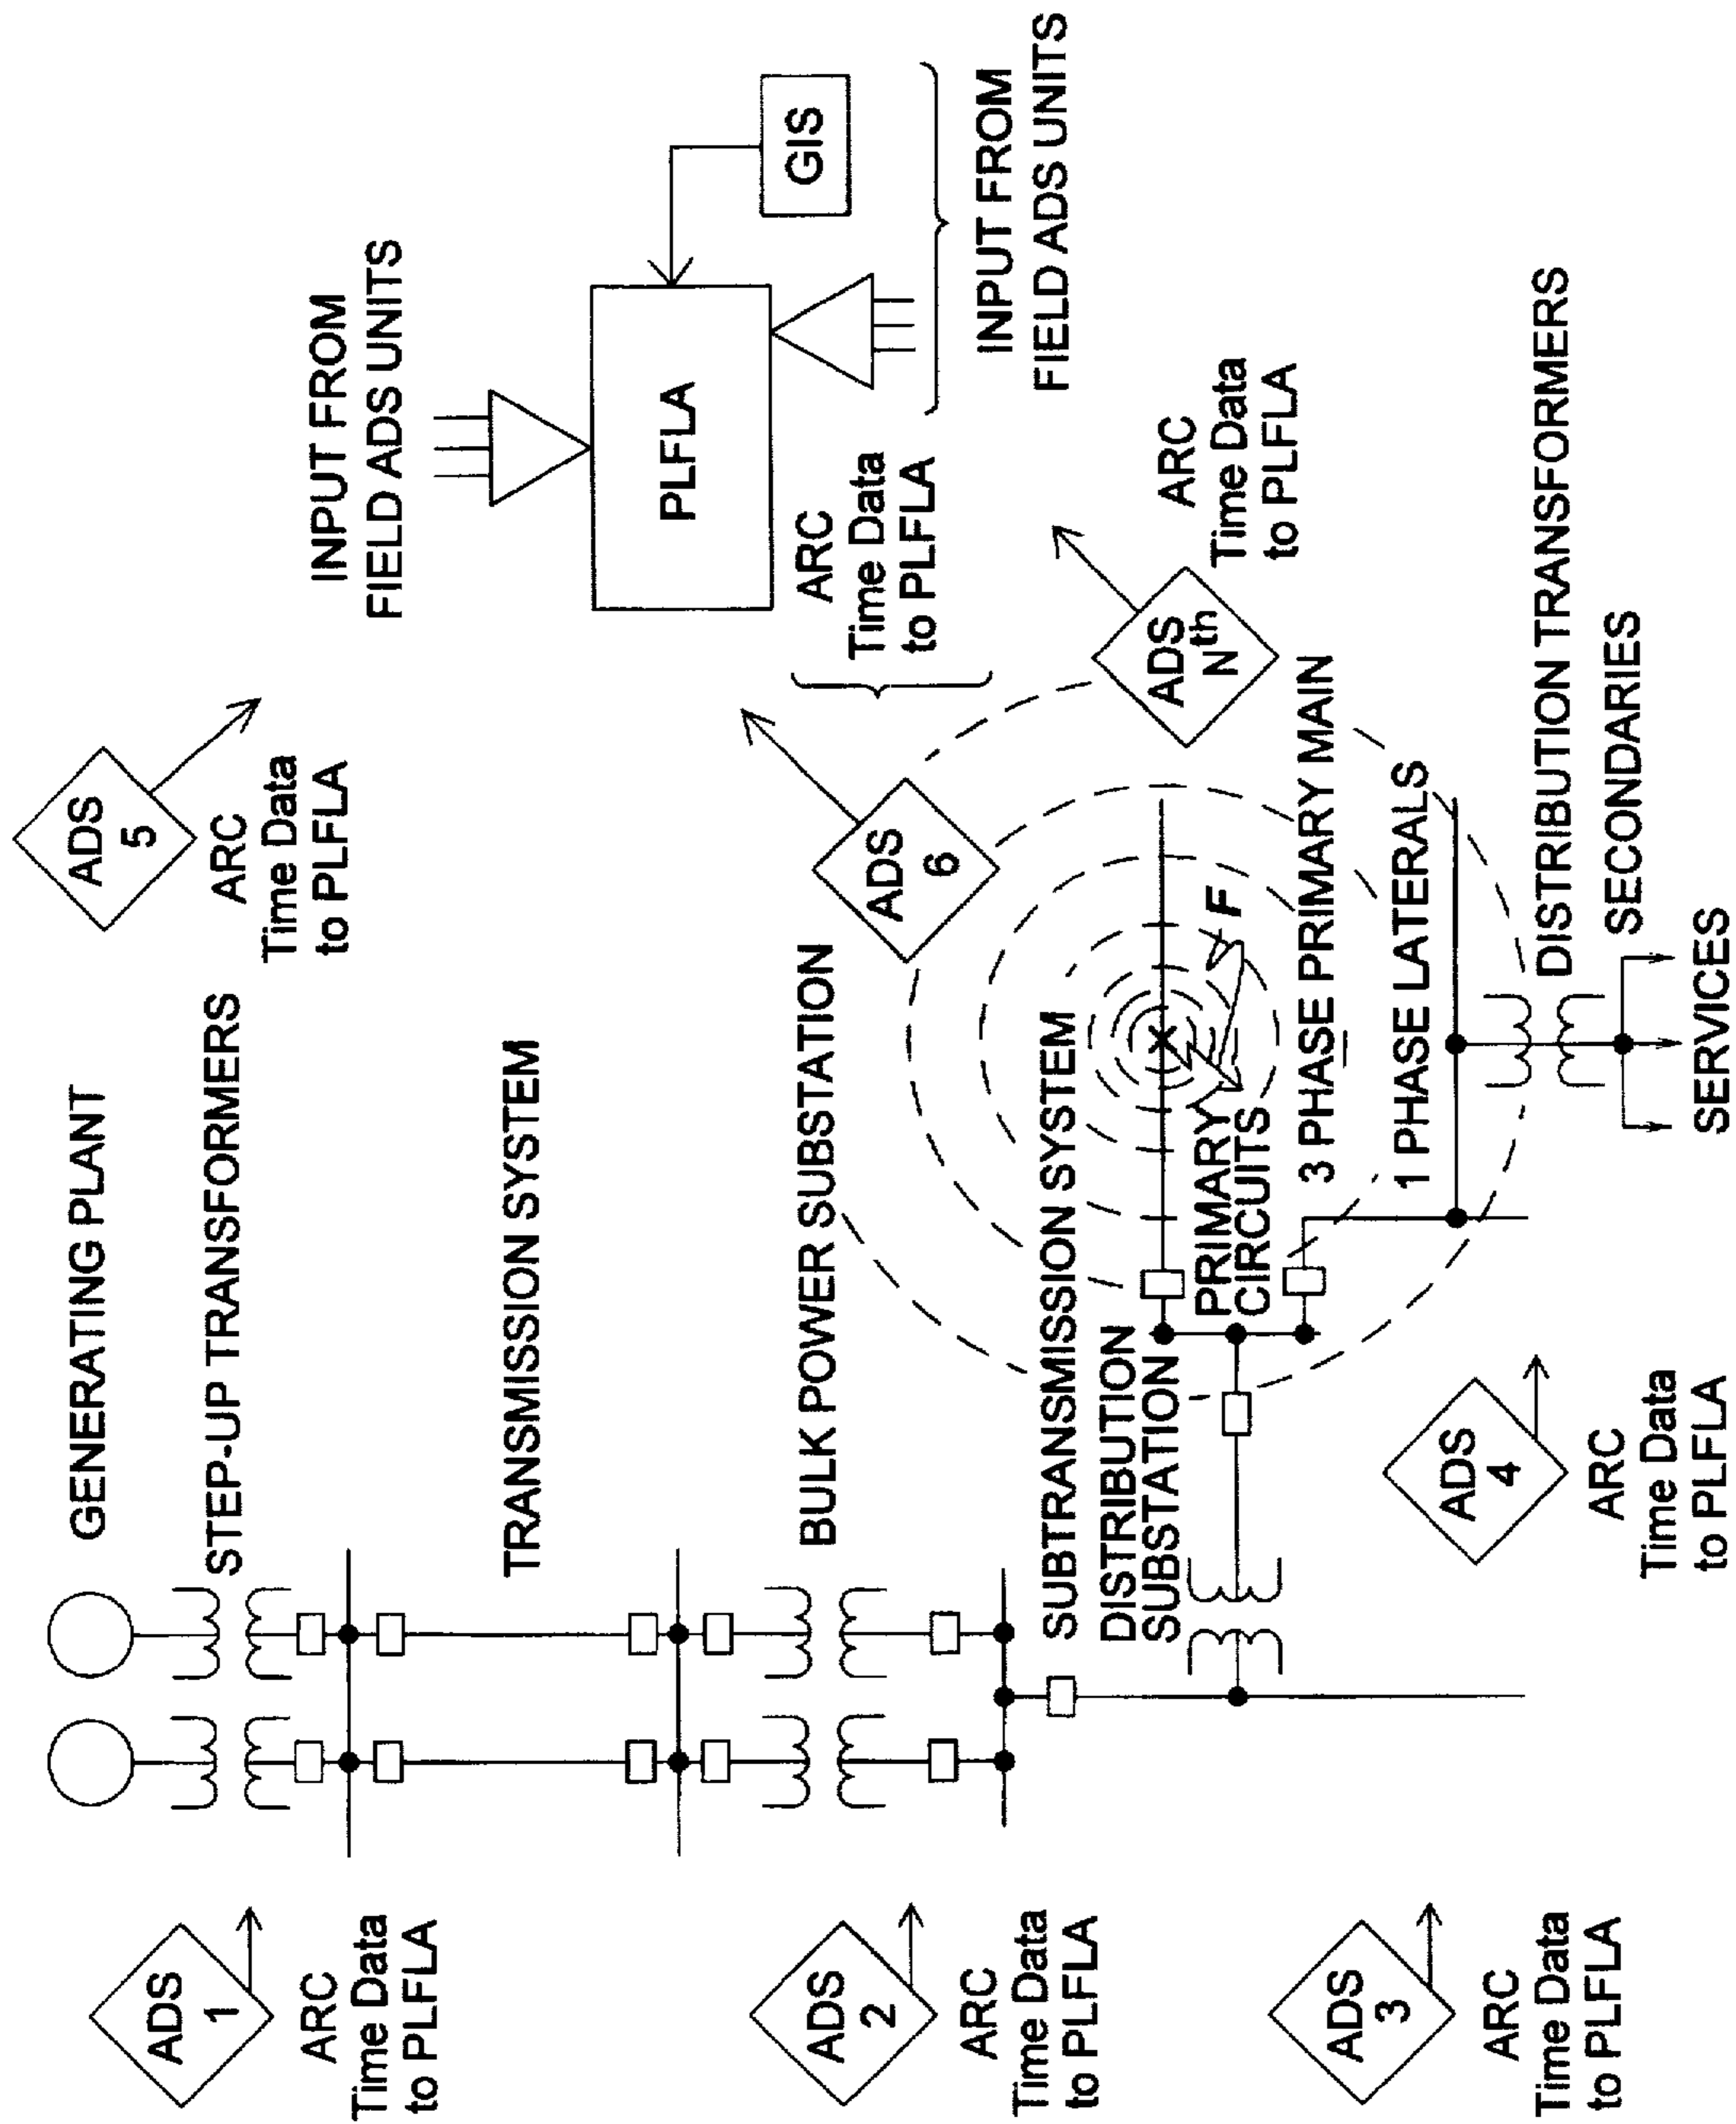 GENERATING PLANT
STEP-UP TRANSFORMERS
TRANSMISSION SYSTEM
BULK POWER SUBSTATION
SUBTRANSMISSION SYSTEM
DISTRIBUTION
SUBSTATION
PRIMARY
CIRCUITS
3 PHASE PRIMARY MAIN
1 PHASE LATERALS
DISTRIBUTION TRANSFORMERS
SECONDARIES
SERVICES
X
F
ADS
1
ARC
Time Data
to PLFLA
ADS
2
ARC
Time Data
to PLFLA
ADS
3
ARC
Time Data
to PLFLA
ADS
4
ARC
Time Data
to PLFLA
ADS
5
ARC
Time Data
to PLFLA
ADS
6
ARC
Time Data
to PLFLA
ADS
Nth
ARC
Time Data
to PLFLA
INPUT FROM
FIELD ADS UNITS
PLFLA
GIS
INPUT FROM
FIELD ADS UNITS